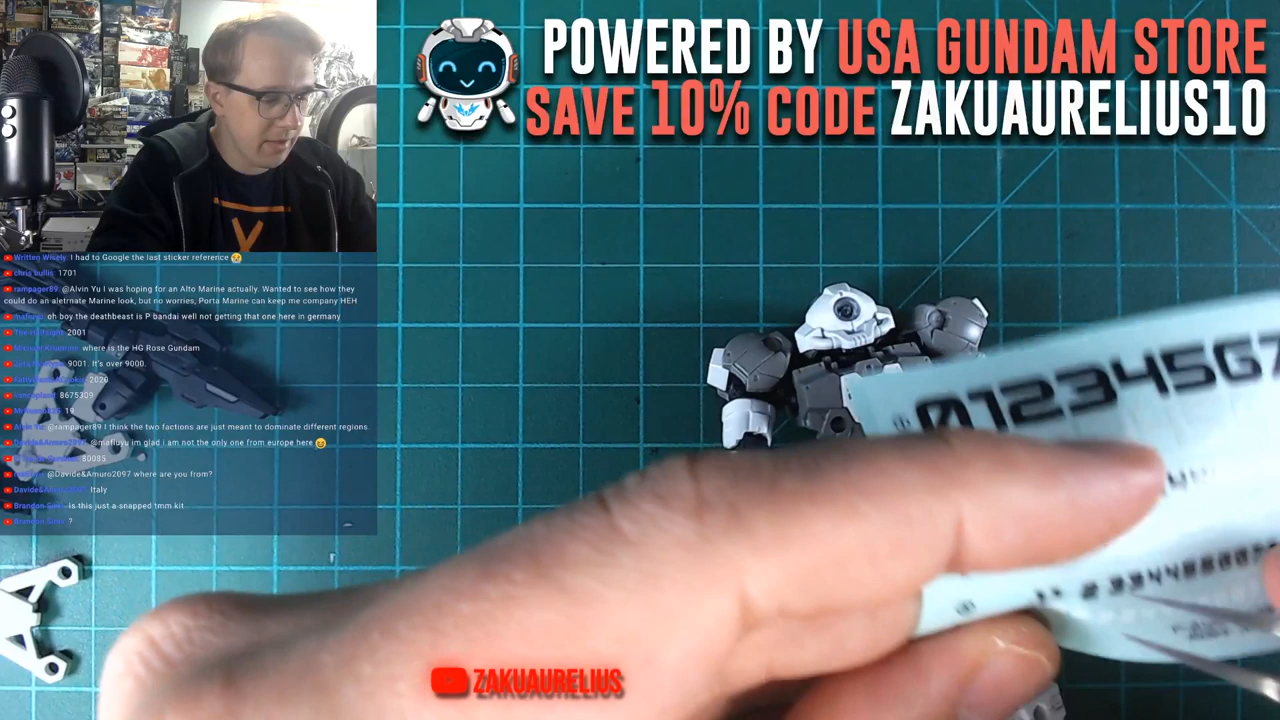 POWERED BY USA GUNDAM STORE
SAVE 10% CODE ZAKUAURELIUS10
Written Wisely I had to Google the last sticker reference
chris bullis 1701
rampager89 @Alvin Yu I was hoping for an Alto Marine actually. Wanted to see how they
could do an aletrnate Marine look, but no worries, Porta Marine can keep me company HEH
oh boy the deathbeast is P bandai well not getting that one here in germany
2001
where is the HG Rose Gundam
9001. It's over 9000.
2020
8675309
19
Alvin Yu @rampager89 I think the two factions are just meant to dominate different regions.
Davide&Amuro2097 @mafiuyu im glad i am not the only one from europe here
80085
@Davide&Amuro2097 where are you from?
Davide&Amuro2097 Italy
Brandon Is this just a snapped tmm kit
Brandon ?
01234567
ZAKUAURELIUS